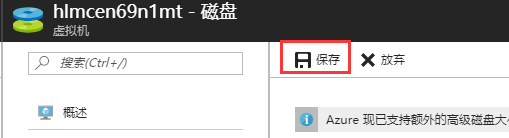 hlmcen69n1mt - 磁盘
虚拟机
搜索(Ctrl+/)
保存
放弃
概述
Azure 现已支持额外的高级磁盘大